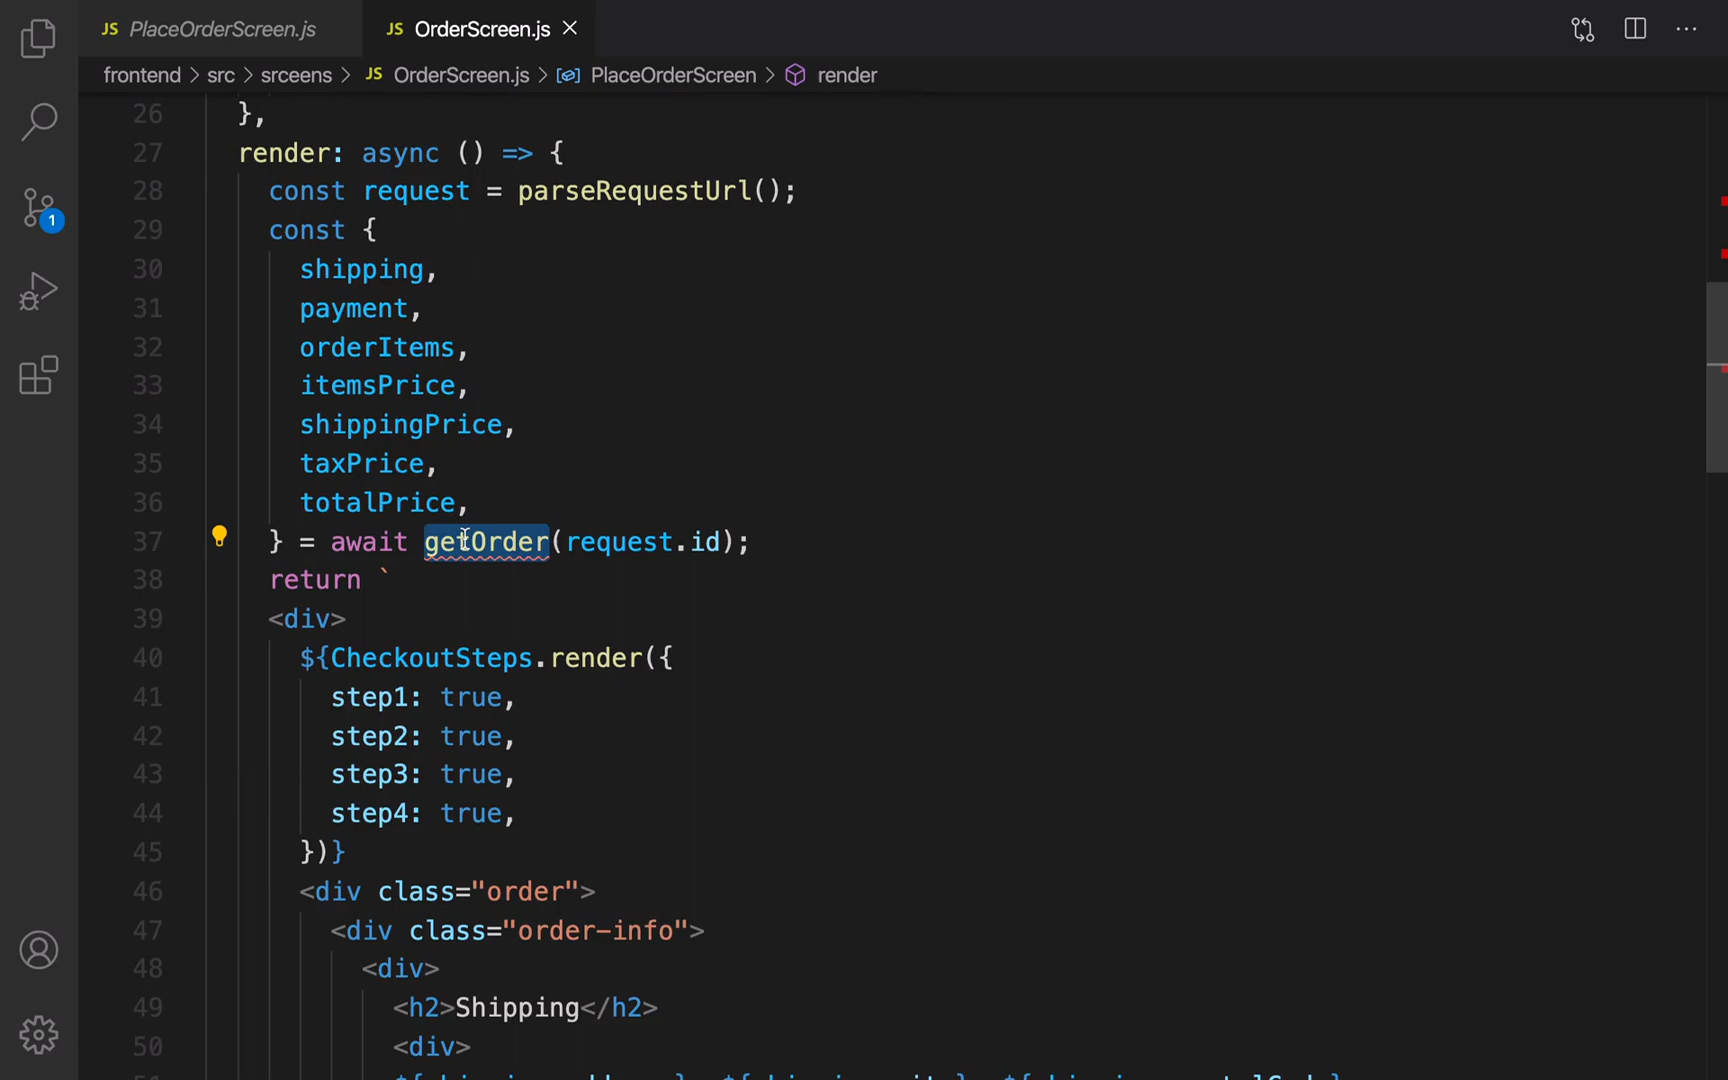 JS PlaceOrderScreen.js
JS OrderScreen.js
frontend > src > srceens > JS OrderScreen.js > PlaceOrderScreen > render
26 },
27 render: async () => {
28 const request = parseRequestUrl();
29 const {
30 shipping,
31 payment,
32 orderItems,
33 itemsPrice,
34 shippingPrice,
35 taxPrice,
36 totalPrice,
37 } = await getOrder(request.id);
38 return `
39 <div>
40 ${CheckoutSteps.render({
41 step1: true,
42 step2: true,
43 step3: true,
44 step4: true,
45 })}
46 <div class="order">
47 <div class="order-info">
48 <div>
49 <h2>Shipping</h2>
50 <div>
1